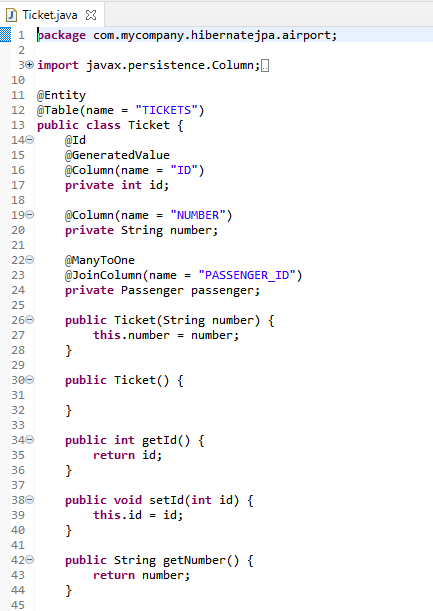 Ticket.java
1 package com.mycompany.hibernatejpa.airport;
2
3 import javax.persistence.Column;
10
11 @Entity
12 @Table(name = "TICKETS")
13 public class Ticket {
14 @Id
15 @GeneratedValue
16 @Column(name = "ID")
17 private int id;
18
19 @Column(name = "NUMBER")
20 private String number;
21
22 @ManyToOne
23 @JoinColumn(name = "PASSENGER_ID")
24 private Passenger passenger;
25
26 public Ticket(String number) {
27 this.number = number;
28 }
29
30 public Ticket() {
31
32 }
33
34 public int getId() {
35 return id;
36 }
37
38 public void setId(int id) {
39 this.id = id;
40 }
41
42 public String getNumber() {
43 return number;
44 }
45